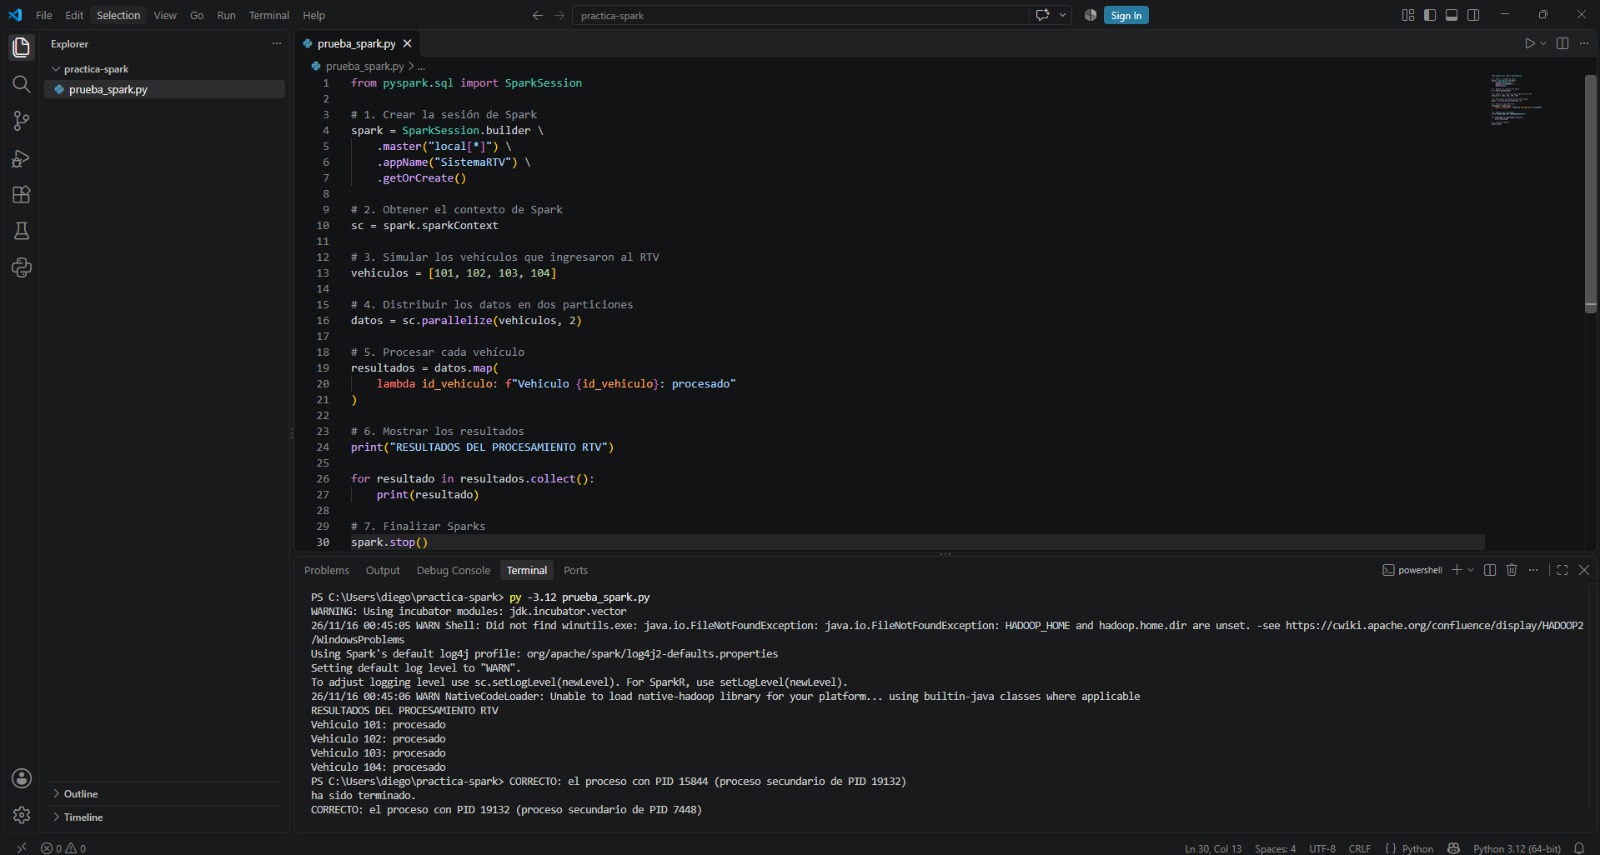 File Edit Selection View Go Run Terminal Help
practica-spark
Sign In
Explorer
practica-spark
prueba_spark.py
Outline
Timeline
prueba_spark.py
prueba_spark.py > ...
1 from pyspark.sql import SparkSession
2
3 # 1. Crear la sesión de Spark
4 spark = SparkSession.builder \
5 .master("local[*]") \
6 .appName("SistemaRTV") \
7 .getOrCreate()
8
9 # 2. Obtener el contexto de Spark
10 sc = spark.sparkContext
11
12 # 3. Simular los vehículos que ingresaron al RTV
13 vehiculos = [101, 102, 103, 104]
14
15 # 4. Distribuir los datos en dos particiones
16 datos = sc.parallelize(vehiculos, 2)
17
18 # 5. Procesar cada vehículo
19 resultados = datos.map(
20 lambda id_vehiculo: f"Vehiculo {id_vehiculo}: procesado"
21 )
22
23 # 6. Mostrar los resultados
24 print("RESULTADOS DEL PROCESAMIENTO RTV")
25
26 for resultado in resultados.collect():
27 print(resultado)
28
29 # 7. Finalizar Sparks
30 spark.stop()
Problems Output Debug Console Terminal Ports
powershell
PS C:\Users\diego\practica-spark> py -3.12 prueba_spark.py
WARNING: Using incubator modules: jdk.incubator.vector
26/11/16 00:45:05 WARN Shell: Did not find winutils.exe: java.io.FileNotFoundException: java.io.FileNotFoundException: HADOOP_HOME and hadoop.home.dir are unset. -see https://cwiki.apache.org/confluence/display/HADOOP2
/WindowsProblems
Using Spark's default log4j profile: org/apache/spark/log4j2-defaults.properties
Setting default log level to "WARN".
To adjust logging level use sc.setLogLevel(newLevel). For SparkR, use setLogLevel(newLevel).
26/11/16 00:45:06 WARN NativeCodeLoader: Unable to load native-hadoop library for your platform... using builtin-java classes where applicable
RESULTADOS DEL PROCESAMIENTO RTV
Vehiculo 101: procesado
Vehiculo 102: procesado
Vehiculo 103: procesado
Vehiculo 104: procesado
PS C:\Users\diego\practica-spark> CORRECTO: el proceso con PID 15844 (proceso secundario de PID 19132)
ha sido terminado.
CORRECTO: el proceso con PID 19132 (proceso secundario de PID 7448)
0 0
Ln 30, Col 13 Spaces: 4 UTF-8 CRLF {} Python Python 3.12 (64-bit)